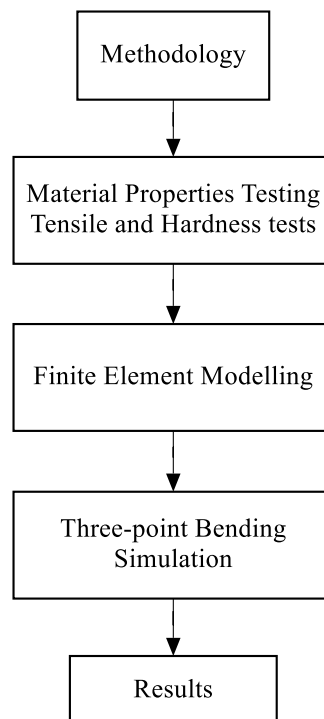 Methodology
Material Properties Testing
Tensile and Hardness tests
Finite Element Modelling
Three-point Bending
Simulation
Results